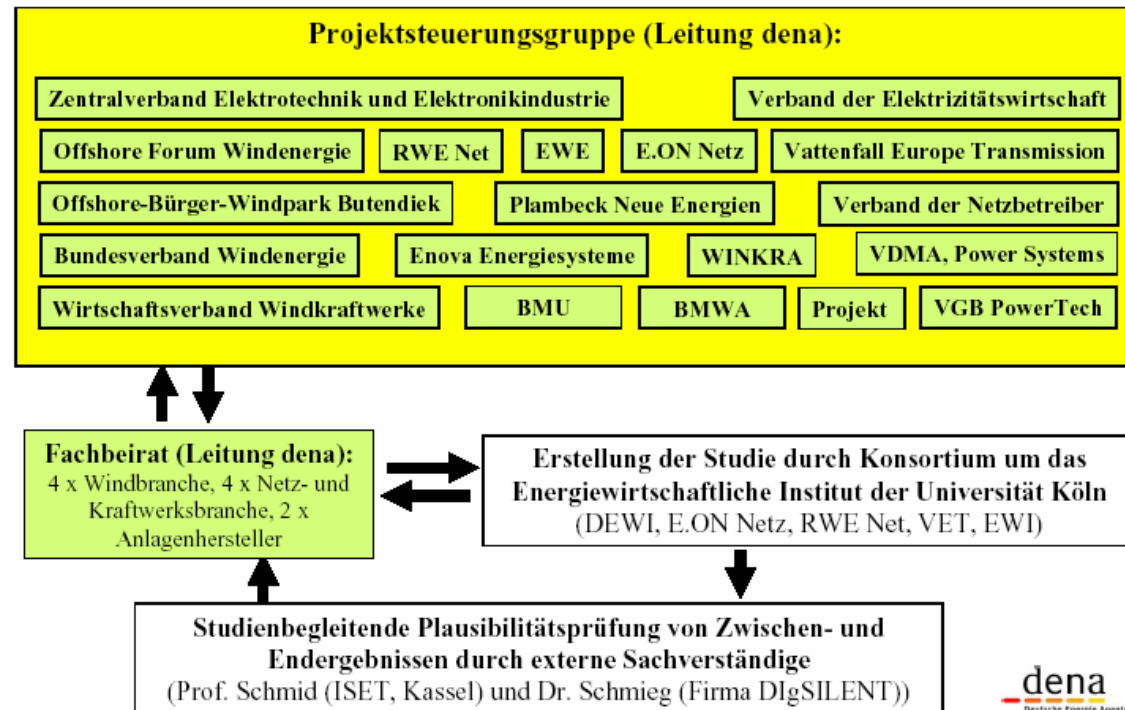 Projektsteuerungsgruppe (Leitung dena):
Zentralverband Elektrotechnik und Elektronikindustrie
Verband der Elektrizitätswirtschaft
Offshore Forum Windenergie
RWE Net
EWE
E.ON Netz
Vattenfall Europe Transmission
Offshore-Bürger-Windpark Butendiek
Plambeck Neue Energien
Verband der Netzbetreiber
Bundesverband Windenergie
Enova Energiesysteme
WINKRA
VDMA, Power Systems
Wirtschaftsverband Windkraftwerke
BMU
BMWA
Projekt
VGB PowerTech
Fachbeirat (Leitung dena):
4 x Windbranche, 4 x Netz- und
Kraftwerksbranche, 2 x
Anlagenhersteller
Erstellung der Studie durch Konsortium um das
Energiewirtschaftliche Institut der Universität Köln
(DEWI, E.ON Netz, RWE Net, VET, EWI)
Studienbegleitende Plausibilitätsprüfung von Zwischen- und
Endergebnissen durch externe Sachverständige
(Prof. Schmid (ISET, Kassel) und Dr. Schmieg (Firma DIgSILENT))
dena
Deutsche Energie